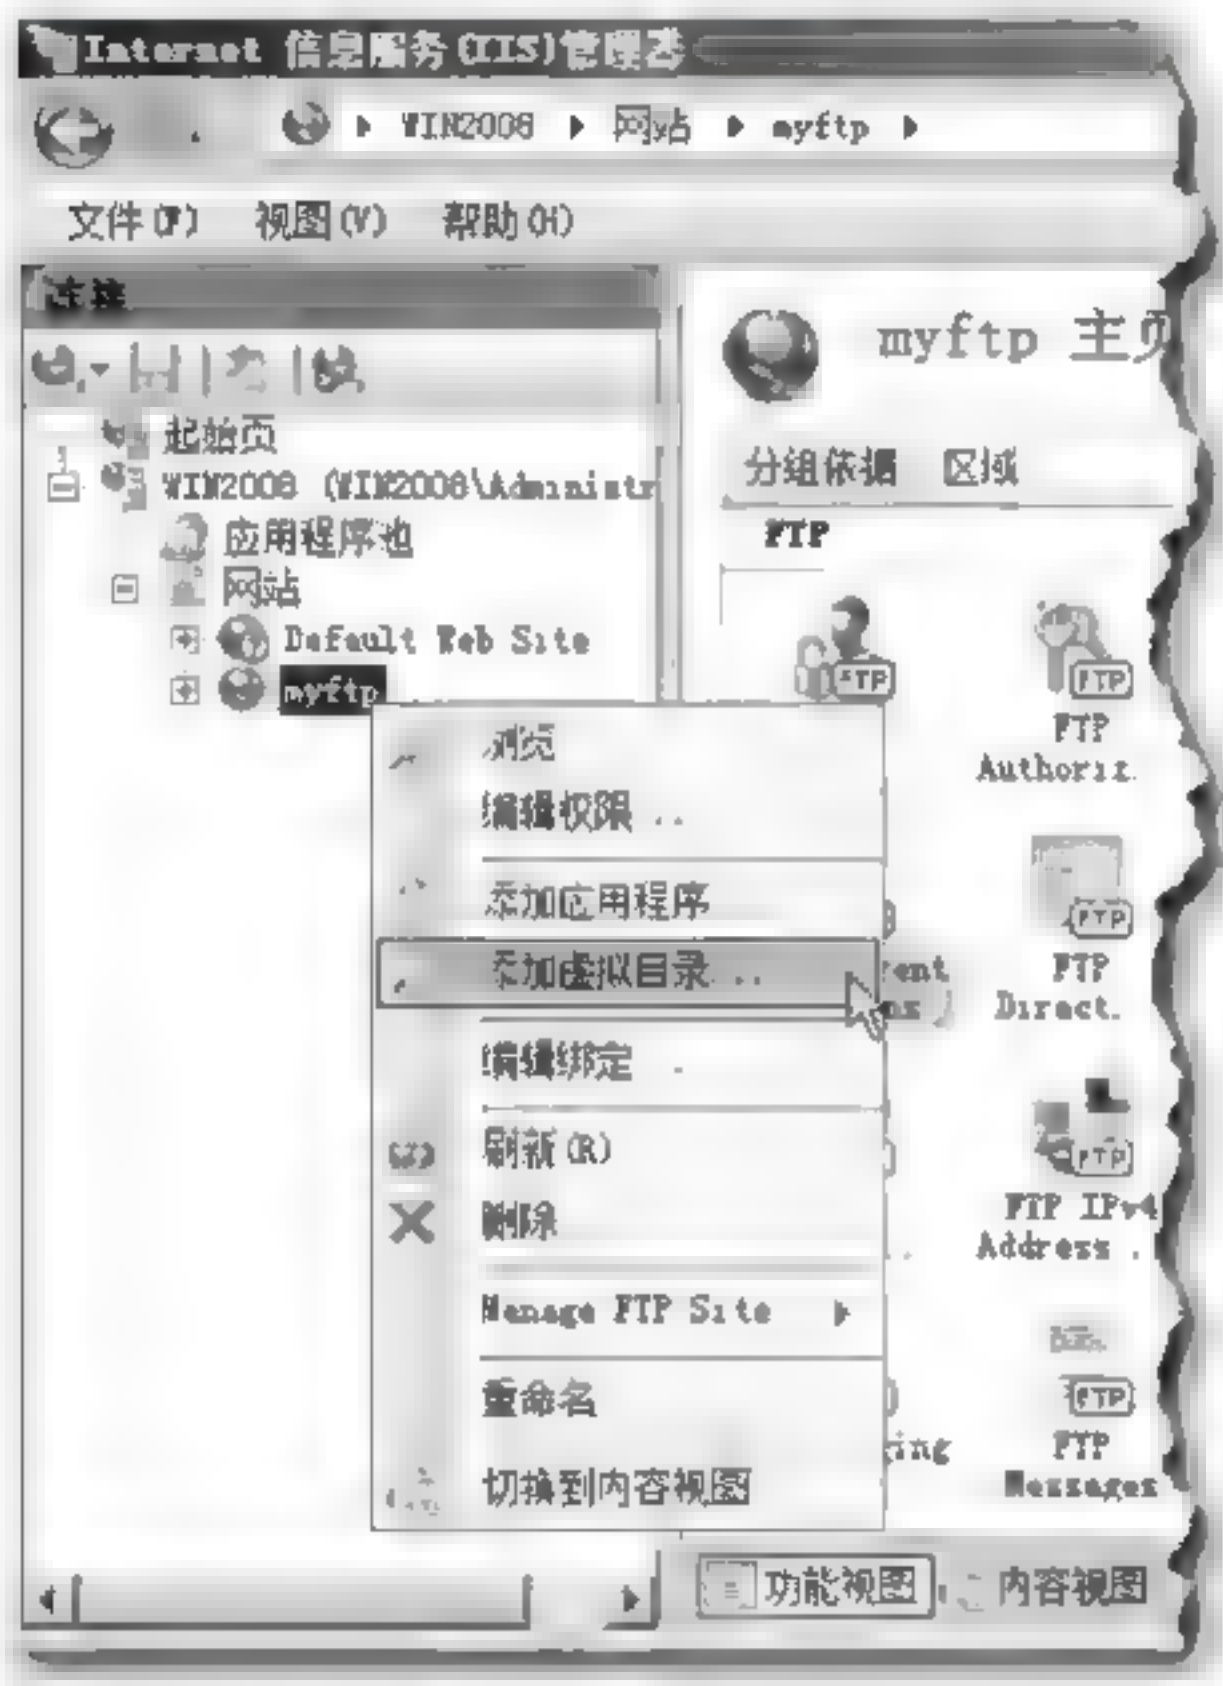 Internet 信息服务(IIS)管理器
WIN2008 网站 myftp
文件(F) 视图(V) 帮助(H)
连接
myftp 主页
起始页
分组依据 区域
WIN2008 (WIN2008\Administr
应用程序池
FTP
网站
Default Web Site
myftp
FTP
FTP
FTP
Authoriz.
浏览
编辑权限...
添加应用程序
FTP
添加虚拟目录...
rent
FTP
Direct.
编辑绑定...
刷新(R)
FTP
删除
FTP IPv4
Address .
Manage FTP Site
重命名
FTP
ging
FTP
Messages
切换到内容视图
功能视图 内容视图